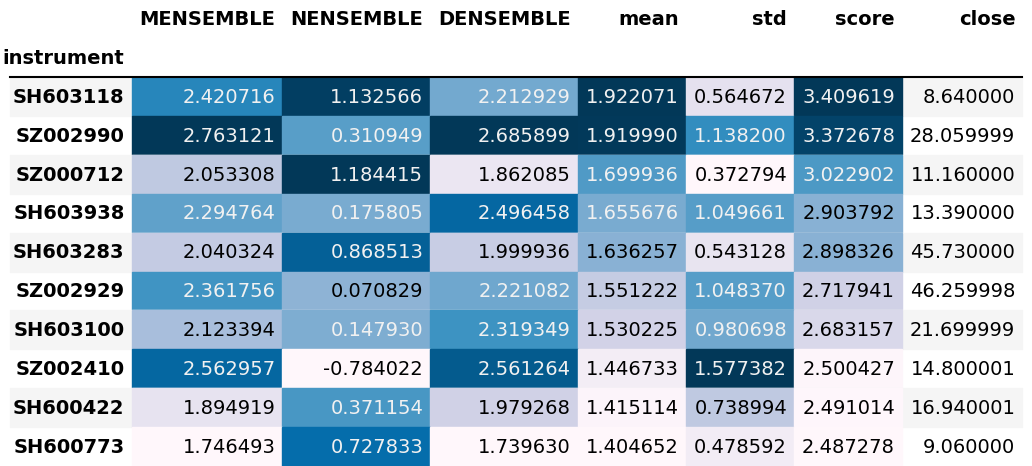 MENSEMBLE NENSEMBLE DENSEMBLE mean std score close
instrument
SH603118 2.420716 1.132566 2.212929 1.922071 0.564672 3.409619 8.640000
SZ002990 2.763121 0.310949 2.685899 1.919990 1.138200 3.372678 28.059999
SZ000712 2.053308 1.184415 1.862085 1.699936 0.372794 3.022902 11.160000
SH603938 2.294764 0.175805 2.496458 1.655676 1.049661 2.903792 13.390000
SH603283 2.040324 0.868513 1.999936 1.636257 0.543128 2.898326 45.730000
SZ002929 2.361756 0.070829 2.221082 1.551222 1.048370 2.717941 46.259998
SH603100 2.123394 0.147930 2.319349 1.530225 0.980698 2.683157 21.699999
SZ002410 2.562957 -0.784022 2.561264 1.446733 1.577382 2.500427 14.800001
SH600422 1.894919 0.371154 1.979268 1.415114 0.738994 2.491014 16.940001
SH600773 1.746493 0.727833 1.739630 1.404652 0.478592 2.487278 9.060000